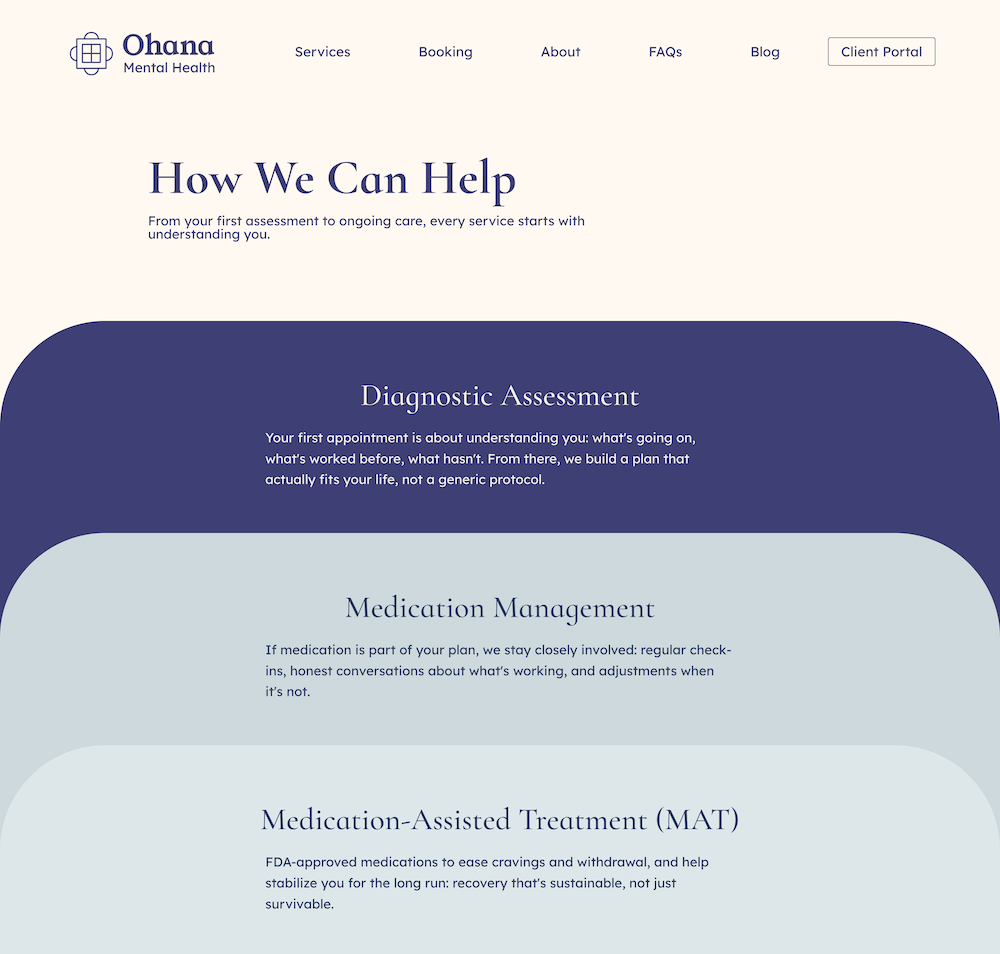 Ohana
Mental Health
Services
Booking
About
FAQs
Blog
Client Portal
How We Can Help
From your first assessment to ongoing care, every service starts with
understanding you.
Diagnostic Assessment
Your first appointment is about understanding you: what's going on,
what's worked before, what hasn't. From there, we build a plan that
actually fits your life, not a generic protocol.
Medication Management
If medication is part of your plan, we stay closely involved: regular check-
ins, honest conversations about what's working, and adjustments when
it's not.
Medication-Assisted Treatment (MAT)
FDA-approved medications to ease cravings and withdrawal, and help
stabilize you for the long run: recovery that's sustainable, not just
survivable.